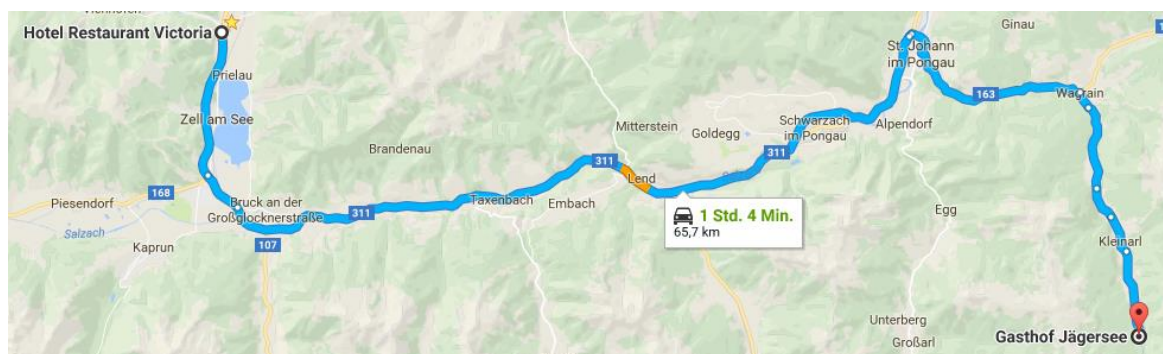 Viehhofen
Ginau
Hotel Restaurant Victoria
St. Johann
im Pongau
Prielau
163
Wagrain
Zell am See
Mitterstein
Goldegg
Schwarzach
im Pongau
Alpendorf
Brandenau
311
311
Lend
168
Piesendorf
Bruck an der
Großglocknerstraße
311
Taxenbach
Embach
1 Std. 4 Min.
65,7 km
Egg
Salzach
Kaprun
107
Kleinarl
Unterberg
Großarl
Gasthof Jägersee